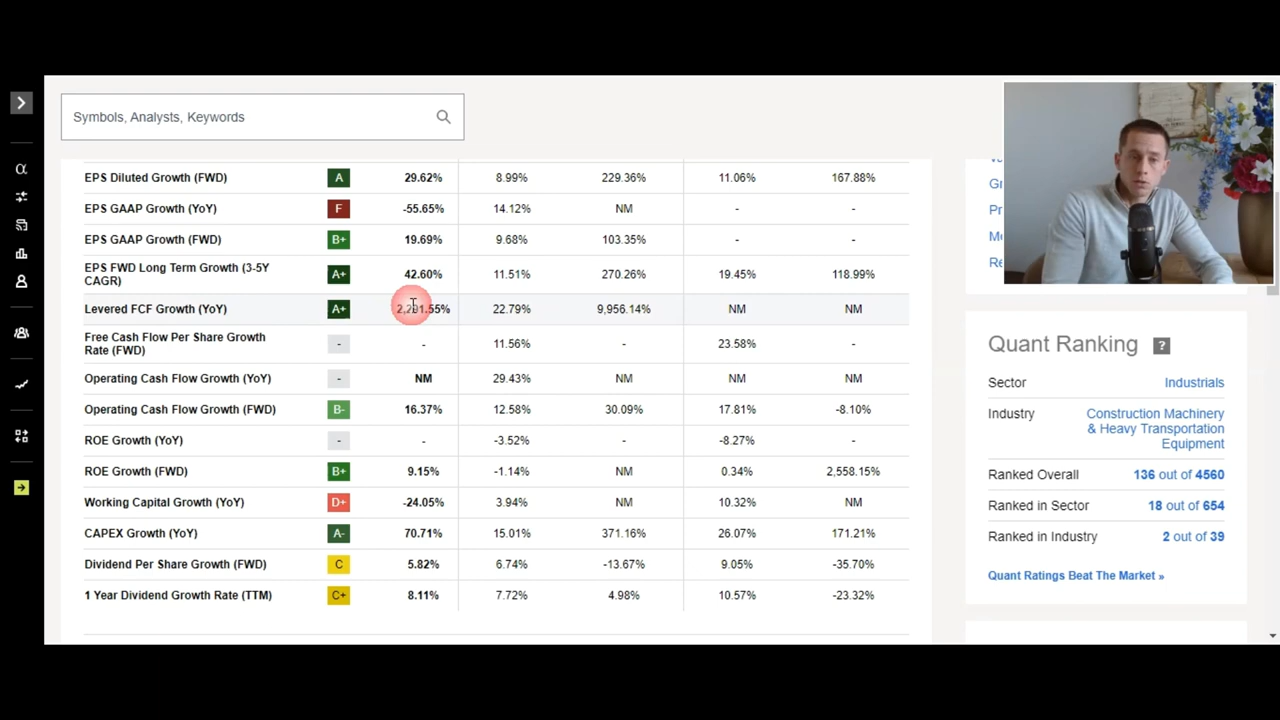 Symbols, Analysts, Keywords
EPS Diluted Growth (FWD) A 29.62% 8.99% 229.36% 11.06% 167.88%
EPS GAAP Growth (YoY) F -55.65% 14.12% NM - -
EPS GAAP Growth (FWD) B+ 19.69% 9.68% 103.35% - -
EPS FWD Long Term Growth (3-5Y
CAGR) A+ 42.60% 11.51% 270.26% 19.45% 118.99%
Levered FCF Growth (YoY) A+ 22.79% 9,956.14% NM NM
Free Cash Flow Per Share Growth
Rate (FWD) - - 11.56% - 23.58% -
Operating Cash Flow Growth (YoY) - NM 29.43% NM NM NM
Operating Cash Flow Growth (FWD) B- 16.37% 12.58% 30.09% 17.81% -8.10%
ROE Growth (YoY) - - -3.52% - -8.27% -
ROE Growth (FWD) B+ 9.15% -1.14% NM 0.34% 2,558.15%
Working Capital Growth (YoY) D+ -24.05% 3.94% NM 10.32% NM
CAPEX Growth (YoY) A- 70.71% 15.01% 371.16% 26.07% 171.21%
Dividend Per Share Growth (FWD) C 5.82% 6.74% -13.67% 9.05% -35.70%
1 Year Dividend Growth Rate (TTM) C+ 8.11% 7.72% 4.98% 10.57% -23.32%
Quant Ranking ?
Sector Industrials
Industry Construction Machinery
& Heavy Transportation
Equipment
Ranked Overall 136 out of 4560
Ranked in Sector 18 out of 654
Ranked in Industry 2 out of 39
Quant Ratings Beat The Market »